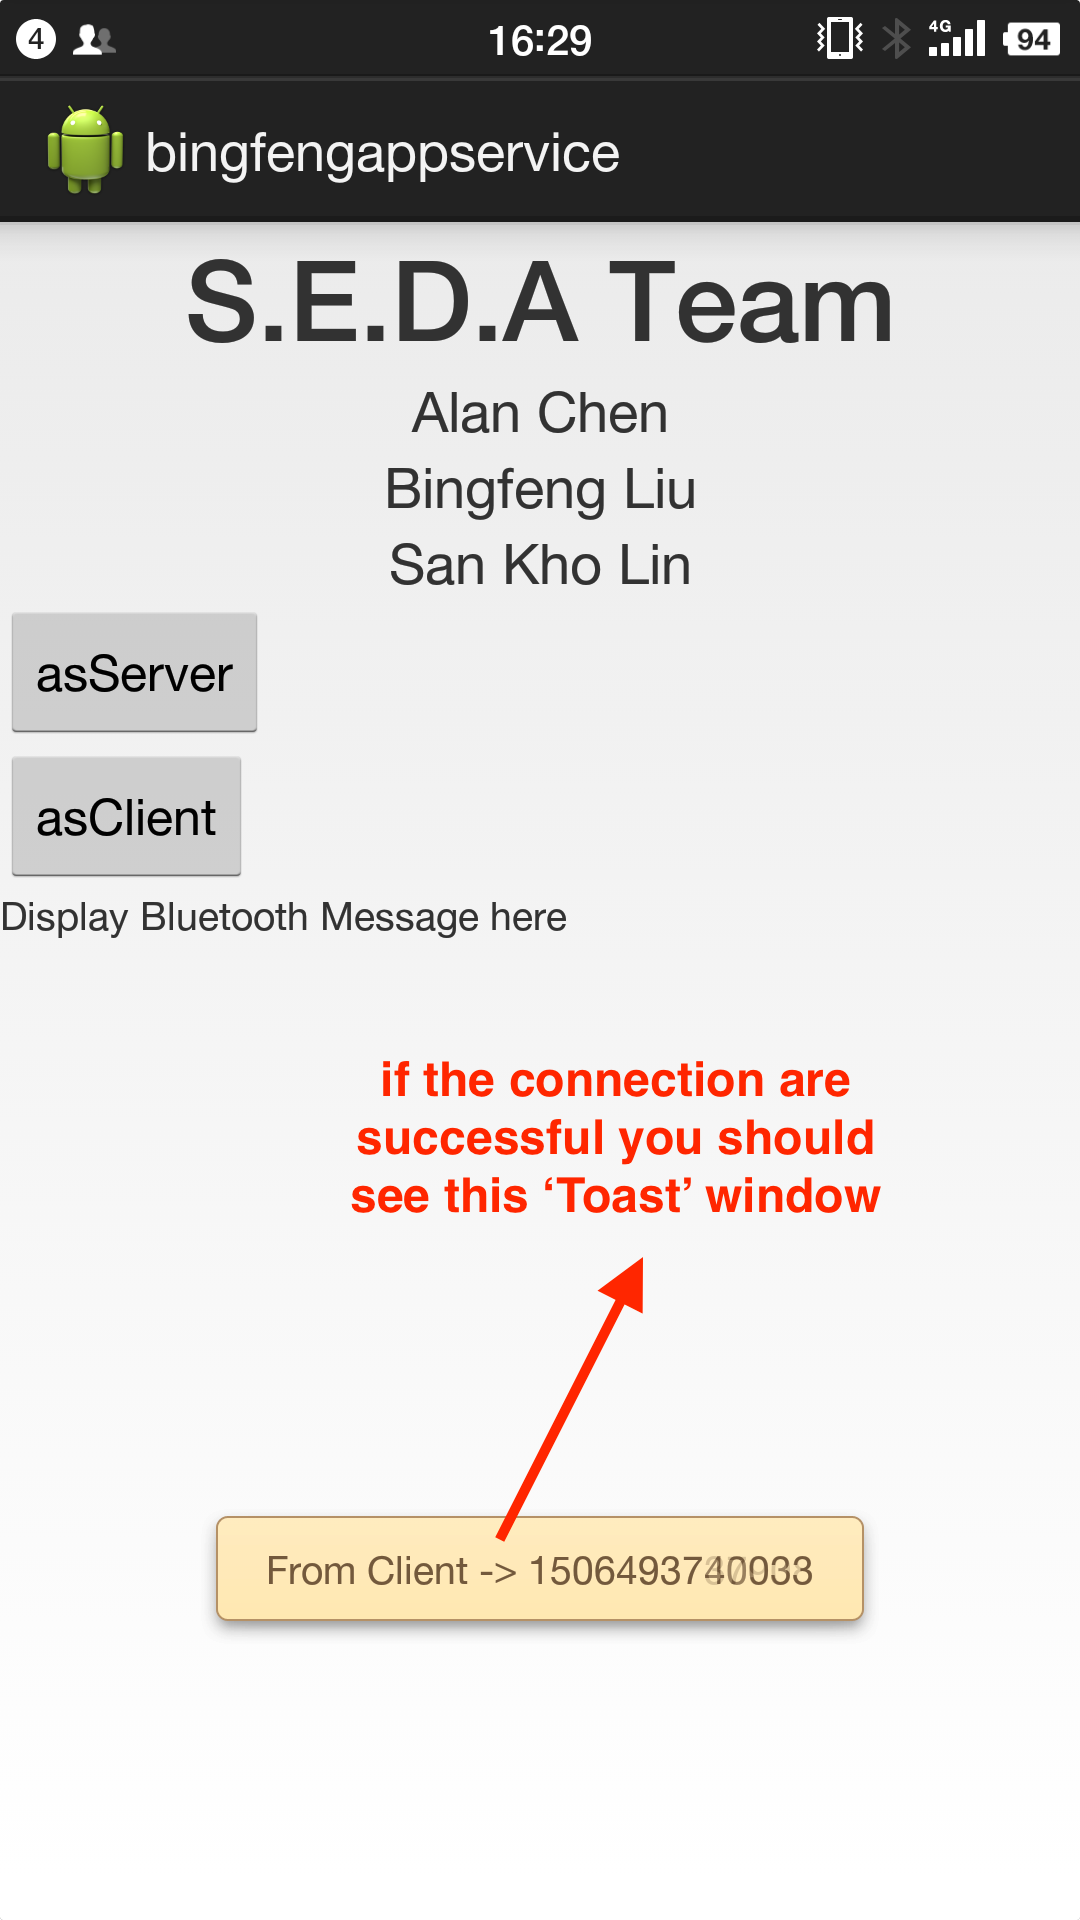 4
16:29
4G
94
bingfengappservice
S.E.D.A Team
Alan Chen
Bingfeng Liu
San Kho Lin
asServer
asClient
Display Bluetooth Message here
if the connection are
successful you should
see this ‘Toast’ window
From Client -> 1506493740033